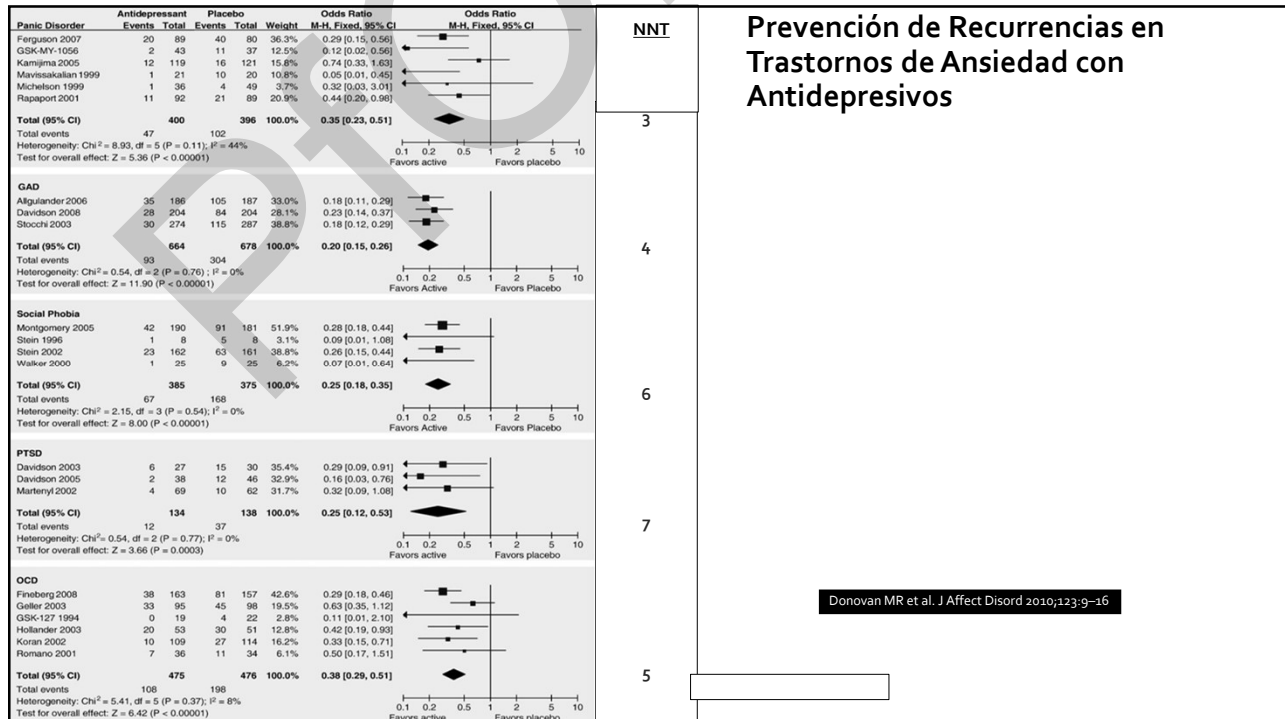 Antidepressant Placebo Odds Ratio Odds Ratio
Panic Disorder Events Total Events Total Weight M-H, Fixed, 95% CI M-H, Fixed, 95% CI
Ferguson 2007 20 89 40 80 36.3% 0.29 [0.15, 0.56]
GSK-MY-1056 2 43 11 37 12.5% 0.12 [0.02, 0.56]
Kamijima 2005 12 119 16 121 15.8% 0.74 [0.33, 1.63]
Mavissakalian 1999 1 21 10 20 10.8% 0.05 [0.01, 0.45]
Michelson 1999 1 36 4 49 3.7% 0.32 [0.03, 3.01]
Rapaport 2001 11 92 21 89 20.9% 0.44 [0.20, 0.98]
Total (95% CI) 400 396 100.0% 0.35 [0.23, 0.51]
Total events 47 102
Heterogeneity: Chi² = 8.93, df = 5 (P = 0.11); I² = 44%
Test for overall effect: Z = 5.36 (P < 0.00001)
0.1 0.2 0.5 1 2 5 10
Favors active Favors placebo
GAD
Allgulander 2006 35 186 105 187 33.0% 0.18 [0.11, 0.29]
Davidson 2008 28 204 84 204 28.1% 0.23 [0.14, 0.37]
Stocchi 2003 30 274 115 287 38.8% 0.18 [0.12, 0.29]
Total (95% CI) 664 678 100.0% 0.20 [0.15, 0.26]
Total events 93 304
Heterogeneity: Chi² = 0.54, df = 2 (P = 0.76) ; I² = 0%
Test for overall effect: Z = 11.90 (P < 0.00001)
0.1 0.2 0.5 1 2 5 10
Favors Active Favors Placebo
Social Phobia
Montgomery 2005 42 190 91 181 51.9% 0.28 [0.18, 0.44]
Stein 1996 1 8 5 8 3.1% 0.09 [0.01, 1.08]
Stein 2002 23 162 63 161 38.8% 0.26 [0.15, 0.44]
Walker 2000 1 25 9 25 6.2% 0.07 [0.01, 0.64]
Total (95% CI) 385 375 100.0% 0.25 [0.18, 0.35]
Total events 67 168
Heterogeneity: Chi² = 2.15, df = 3 (P = 0.54); I² = 0%
Test for overall effect: Z = 8.00 (P < 0.00001)
0.1 0.2 0.5 1 2 5 10
Favors Active Favors Placebo
PTSD
Davidson 2003 6 27 15 30 35.4% 0.29 [0.09, 0.91]
Davidson 2005 2 38 12 46 32.9% 0.16 [0.03, 0.76]
Martenyl 2002 4 69 10 62 31.7% 0.32 [0.09, 1.08]
Total (95% CI) 134 138 100.0% 0.25 [0.12, 0.53]
Total events 12 37
Heterogeneity: Chi²= 0.54, df = 2 (P = 0.77); I² = 0%
Test for overall effect: Z = 3.66 (P = 0.0003)
0.1 0.2 0.5 1 2 5 10
Favors active Favors placebo
OCD
Fineberg 2008 38 163 81 157 42.6% 0.29 [0.18, 0.46]
Geller 2003 33 95 45 98 19.5% 0.63 [0.35, 1.12]
GSK-127 1994 0 19 4 22 2.8% 0.11 [0.01, 2.10]
Hollander 2003 20 53 30 51 12.8% 0.42 [0.19, 0.93]
Koran 2002 10 109 27 114 16.2% 0.33 [0.15, 0.71]
Romano 2001 7 36 11 34 6.1% 0.50 [0.17, 1.51]
Total (95% CI) 475 476 100.0% 0.38 [0.29, 0.51]
Total events 108 198
Heterogeneity: Chi² = 5.41, df = 5 (P = 0.37); I² = 8%
Test for overall effect: Z = 6.42 (P < 0.00001)
0.1 0.2 0.5 1 2 5 10
Favors active Favors placebo
NNT
3
4
6
7
5
Prevención de Recurrencias en
Trastornos de Ansiedad con
Antidepresivos
Donovan MR et al. J Affect Disord 2010;123:9–16